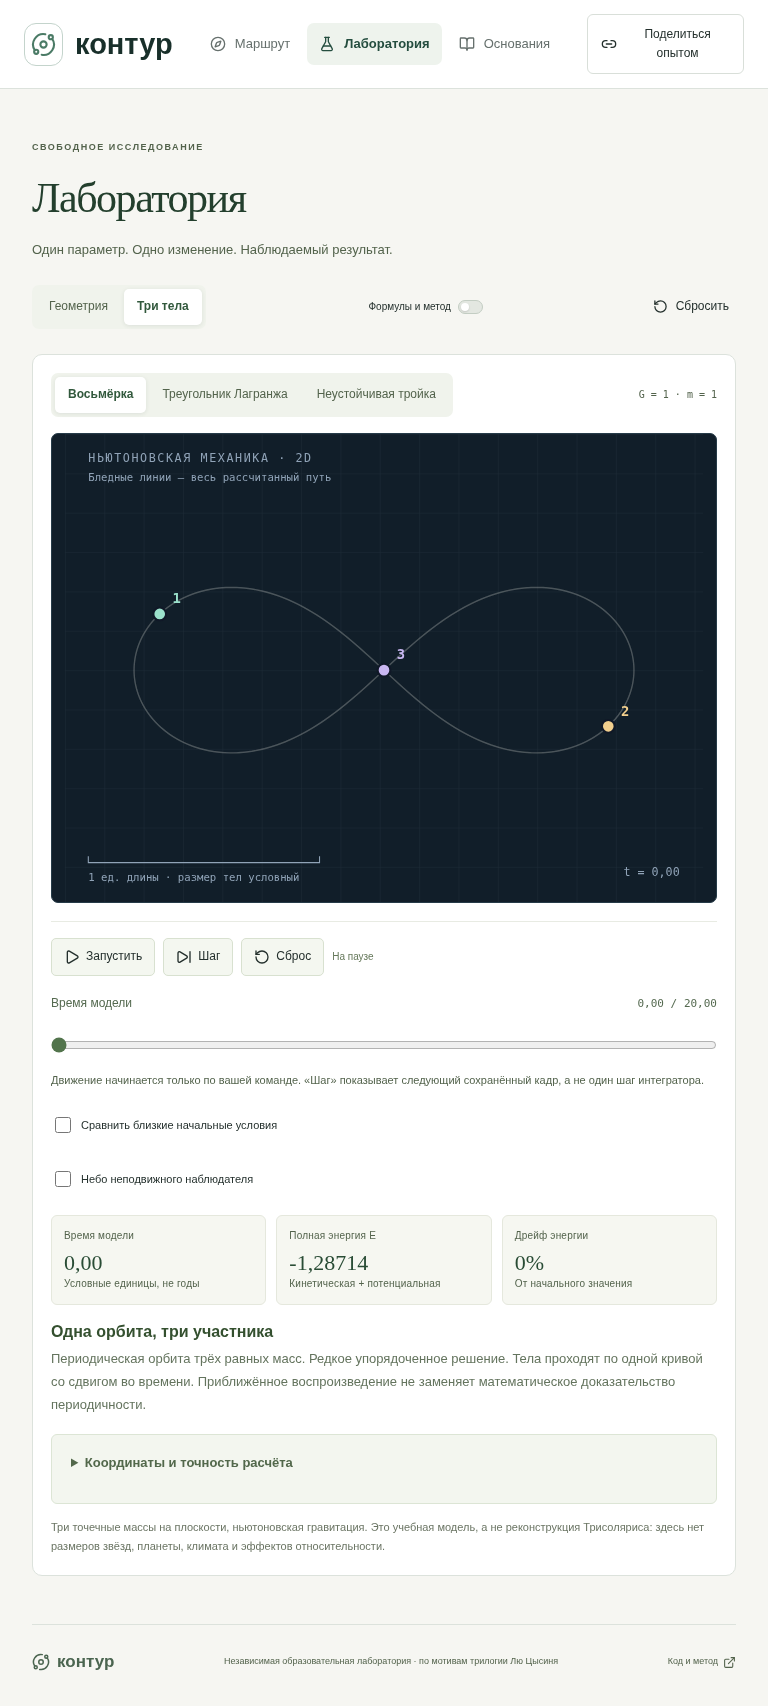 контур
Маршрут
Лаборатория
Основания
Поделиться
опытом
СВОБОДНОЕ ИССЛЕДОВАНИЕ
Лаборатория
Один параметр. Одно изменение. Наблюдаемый результат.
Геометрия
Три тела
Формулы и метод
Сбросить
Восьмёрка
Треугольник Лагранжа
Неустойчивая тройка
G = 1 · m = 1
НЬЮТОНОВСКАЯ МЕХАНИКА · 2D
Бледные линии — весь рассчитанный путь
1
3
2
1 ед. длины · размер тел условный
t = 0,00
Запустить
Шаг
Сброс
На паузе
Время модели
0,00 / 20,00
Движение начинается только по вашей команде. «Шаг» показывает следующий сохранённый кадр, а не один шаг интегратора.
Сравнить близкие начальные условия
Небо неподвижного наблюдателя
Время модели
0,00
Условные единицы, не годы
Полная энергия E
-1,28714
Кинетическая + потенциальная
Дрейф энергии
0%
От начального значения
Одна орбита, три участника
Периодическая орбита трёх равных масс. Редкое упорядоченное решение. Тела проходят по одной кривой
со сдвигом во времени. Приближённое воспроизведение не заменяет математическое доказательство
периодичности.
Координаты и точность расчёта
Три точечные массы на плоскости, ньютоновская гравитация. Это учебная модель, а не реконструкция Трисоляриса: здесь нет
размеров звёзд, планеты, климата и эффектов относительности.
контур
Независимая образовательная лаборатория · по мотивам трилогии Лю Цысиня
Код и метод